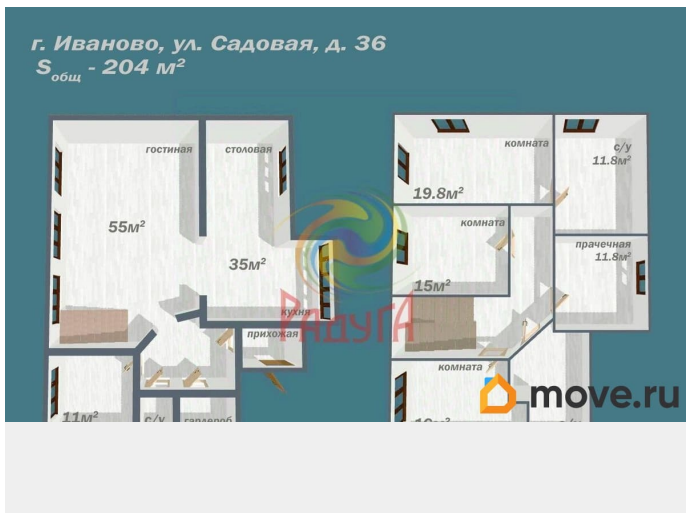 г. Иваново, ул. Садовая, д. 36
Sобщ - 204 м²
гостиная
столовая
55м²
35м²
кухня
прихожая
11м²
с/у
гардероб
комната
19.8м²
с/у
11.8м²
комната
15м²
прачечная
11.8м²
комната
РАДУГА
move.ru